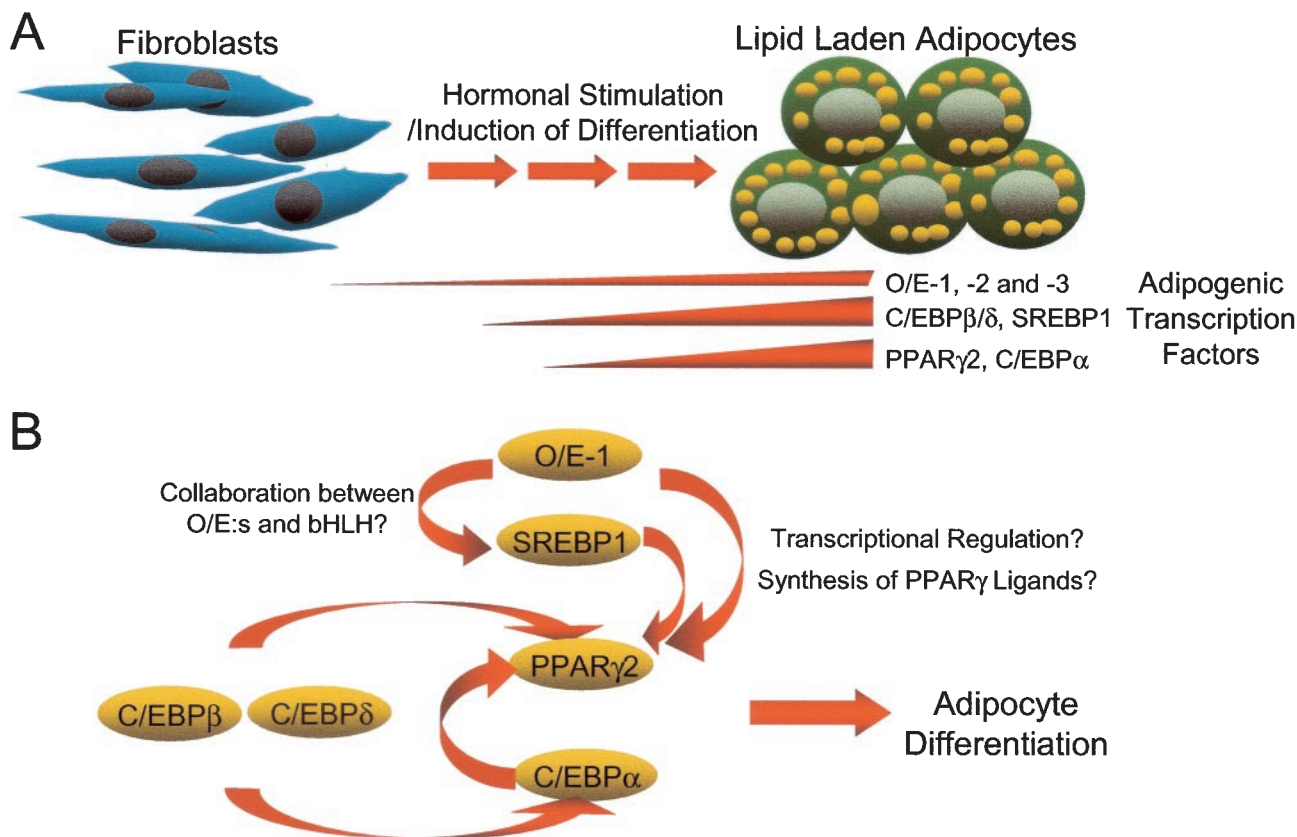 A
Fibroblasts
Lipid Laden Adipocytes
Hormonal Stimulation
/Induction of Differentiation
O/E-1, -2 and -3
C/EBPβ/δ, SREBP1
PPARγ2, C/EBPα
Adipogenic
Transcription
Factors
B
O/E-1
Collaboration between
O/E:s and bHLH?
SREBP1
Transcriptional Regulation?
Synthesis of PPARγ Ligands?
PPARγ2
C/EBPβ
C/EBPδ
Adipocyte
Differentiation
C/EBPα